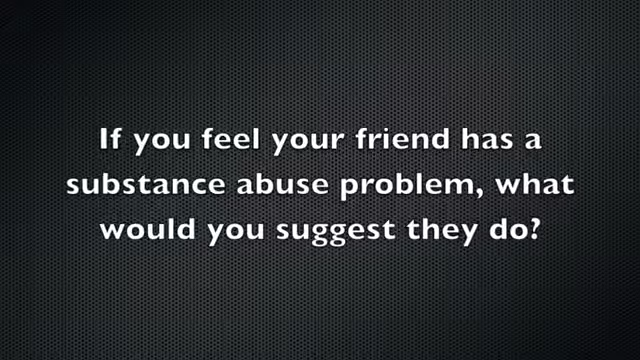 If you feel your friend has a
substance abuse problem, what
would you suggest they do?